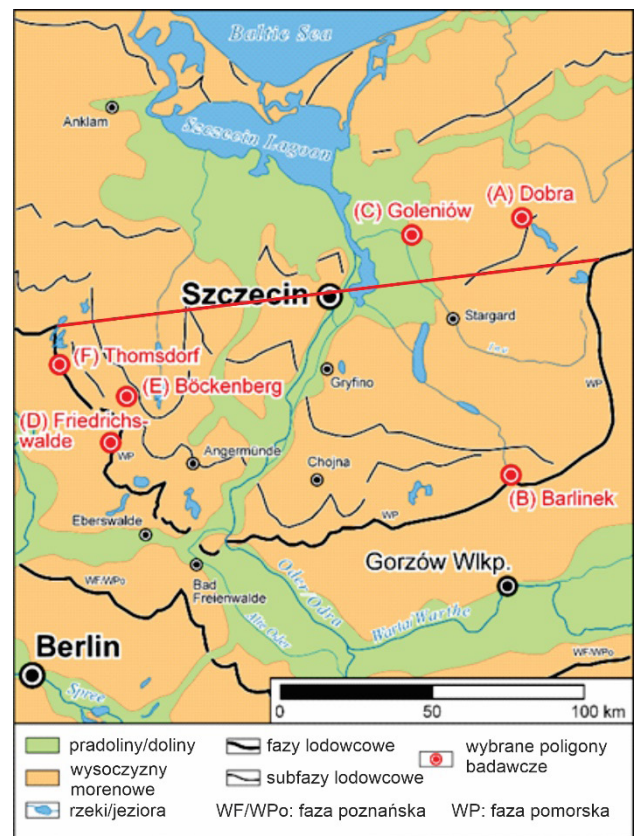 Baltic Sea
Anklam
Szczecin Lagoon
(A) Dobra
(C) Goleniów
Szczecin
Stargard
Ina
(F) Thomsdorf
Gryfino
(E) Böckenberg
WP
(D) Friedrichs-
walde
WP
Angermünde
Chojna
(B) Barlinek
WP
Eberswalde
WF/WPo
Bad
Freienwalde
Oder/Odra
Gorzów Wlkp.
Alte Oder
Warta/Warthe
Berlin
WF/WPo
Spree
0 50 100 km
pradoliny/doliny
wysoczyzny
morenowe
rzeki/jeziora
fazy lodowcowe
subfazy lodowcowe
wybrane poligony
badawcze
WF/WPo: faza poznańska
WP: faza pomorska